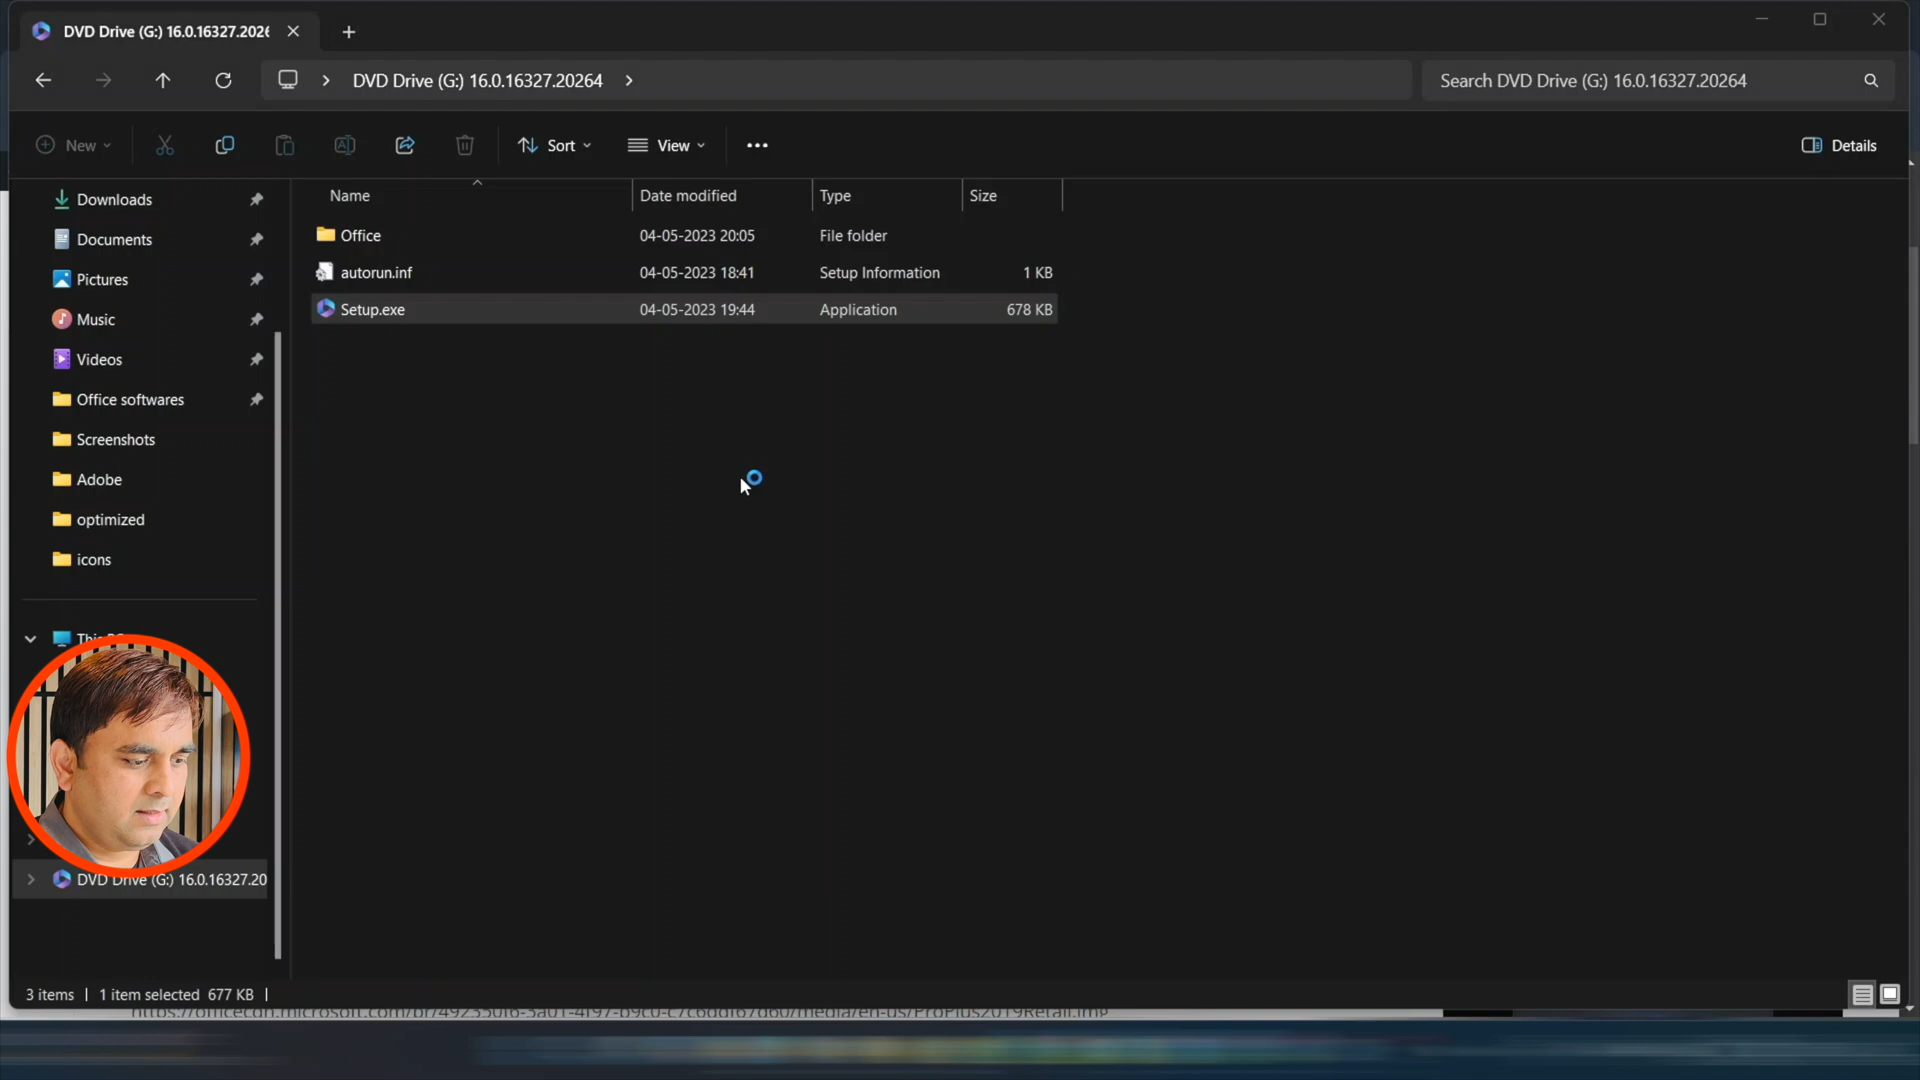 DVD Drive (G:) 16.0.16327.2026
DVD Drive (G:) 16.0.16327.20264
Search DVD Drive (G:) 16.0.16327.20264
New
Sort
View
Details
Name Date modified Type Size
Downloads
Documents
Pictures
Music
Videos
Office softwares
Screenshots
Adobe
optimized
icons
Office 04-05-2023 20:05 File folder
autorun.inf 04-05-2023 18:41 Setup Information 1 KB
Setup.exe 04-05-2023 19:44 Application 678 KB
This PC
DVD Drive (G:) 16.0.16327.20
3 items 1 item selected 677 KB